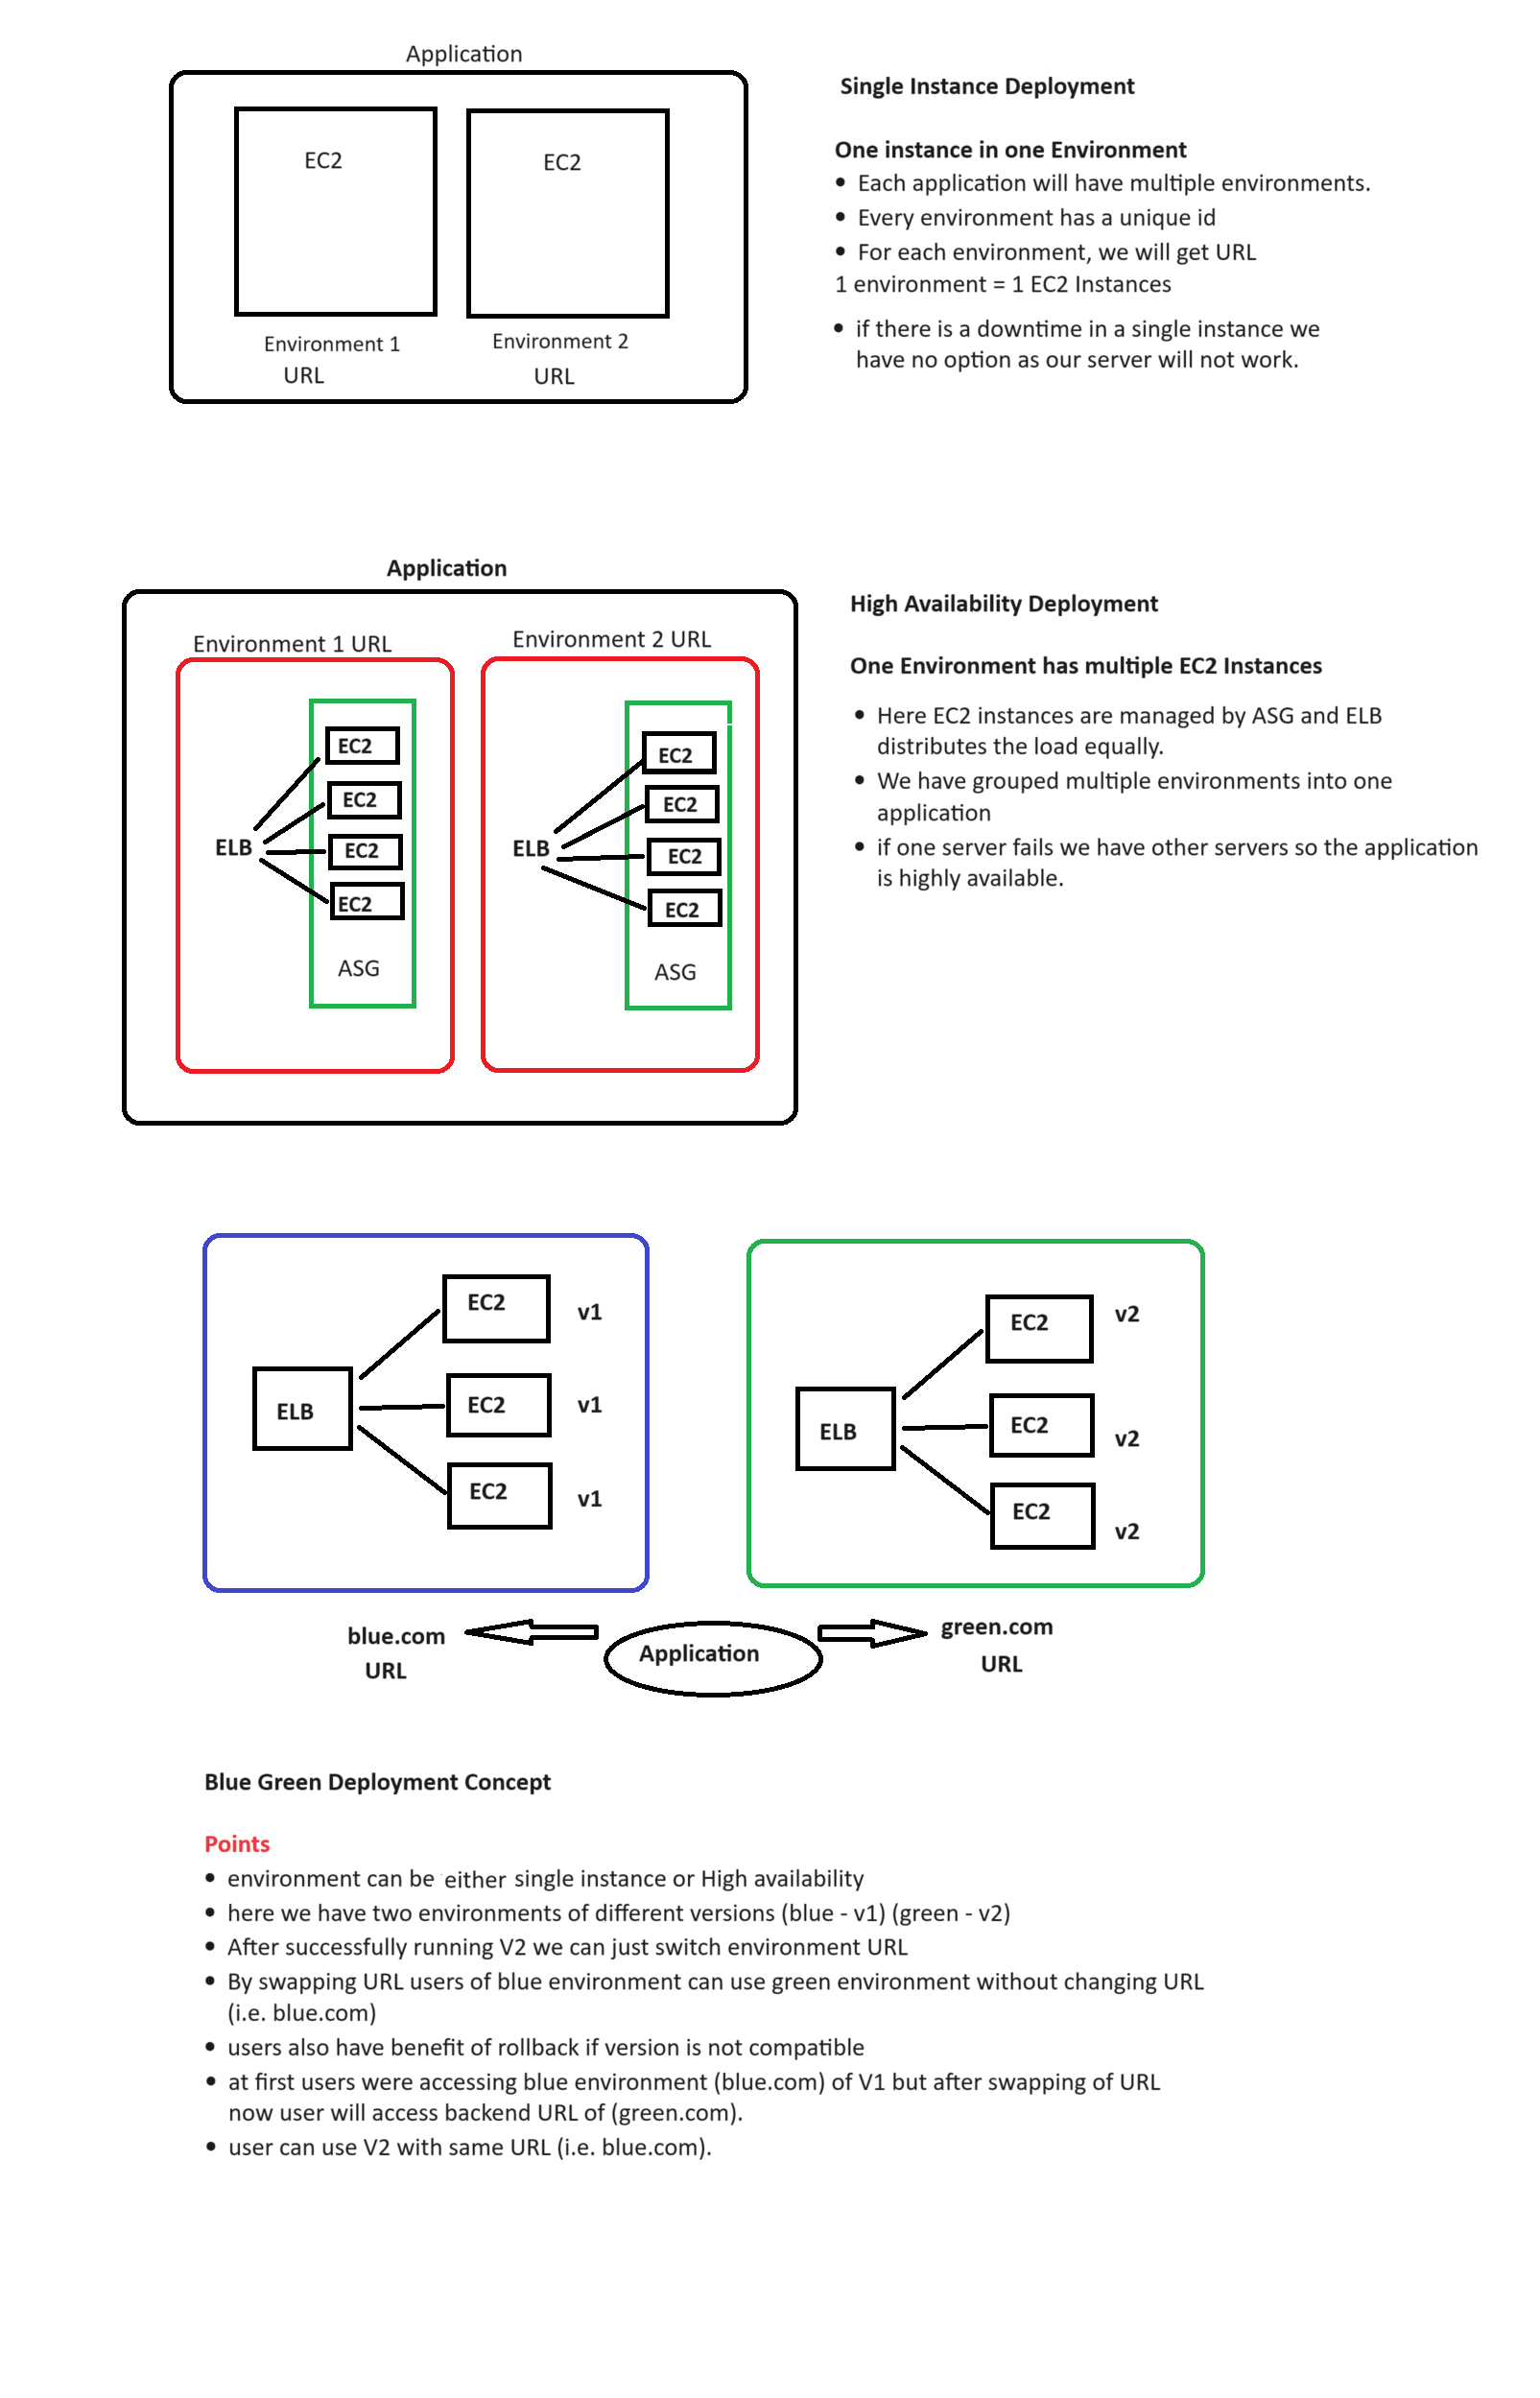 Application
EC2
EC2
Environment 1
URL
Environment 2
URL
Single Instance Deployment
One instance in one Environment
• Each application will have multiple environments.
• Every environment has a unique id
• For each environment, we will get URL
1 environment = 1 EC2 Instances
• if there is a downtime in a single instance we
have no option as our server will not work.
Application
Environment 1 URL
ELB
EC2
EC2
EC2
EC2
ASG
Environment 2 URL
ELB
EC2
EC2
EC2
EC2
ASG
High Availability Deployment
One Environment has multiple EC2 Instances
• Here EC2 instances are managed by ASG and ELB
distributes the load equally.
• We have grouped multiple environments into one
application
• if one server fails we have other servers so the application
is highly available.
ELB
EC2 v1
EC2 v1
EC2 v1
ELB
EC2 v2
EC2 v2
EC2 v2
blue.com
URL
Application
green.com
URL
Blue Green Deployment Concept
Points
• environment can be either single instance or High availability
• here we have two environments of different versions (blue - v1) (green - v2)
• After successfully running V2 we can just switch environment URL
• By swapping URL users of blue environment can use green environment without changing URL
(i.e. blue.com)
• users also have benefit of rollback if version is not compatible
• at first users were accessing blue environment (blue.com) of V1 but after swapping of URL
now user will access backend URL of (green.com).
• user can use V2 with same URL (i.e. blue.com).